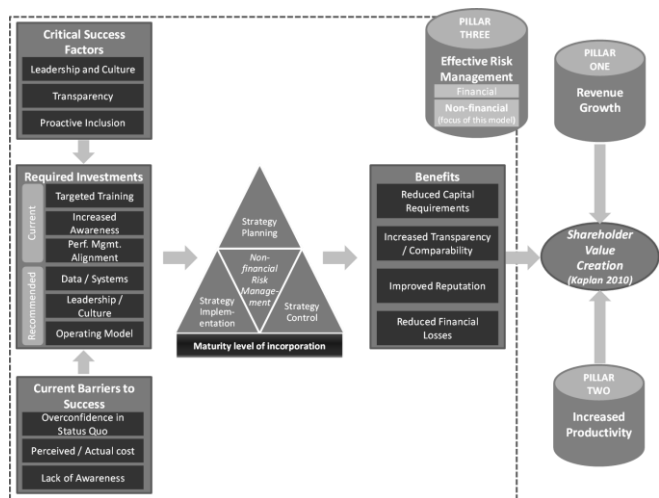 Critical Success
Factors
Leadership and Culture
Transparency
Proactive Inclusion
Required Investments
Current
Targeted Training
Increased
Awareness
Perf. Mgmt.
Alignment
Recommended
Data / Systems
Leadership /
Culture
Operating Model
Current Barriers to
Success
Overconfidence in
Status Quo
Perceived / Actual cost
Lack of Awareness
Strategy
Planning
Non-
financial
Risk
Manage-
ment
Strategy
Implem-
entation
Strategy
Control
Maturity level of incorporation
Benefits
Reduced Capital
Requirements
Increased Transparency
/ Comparability
Improved Reputation
Reduced Financial
Losses
PILLAR
THREE
Effective Risk
Management
Financial
Non-financial
(focus of this model)
PILLAR
ONE
Revenue
Growth
Shareholder
Value
Creation
(Kaplan 2010)
PILLAR
TWO
Increased
Productivity